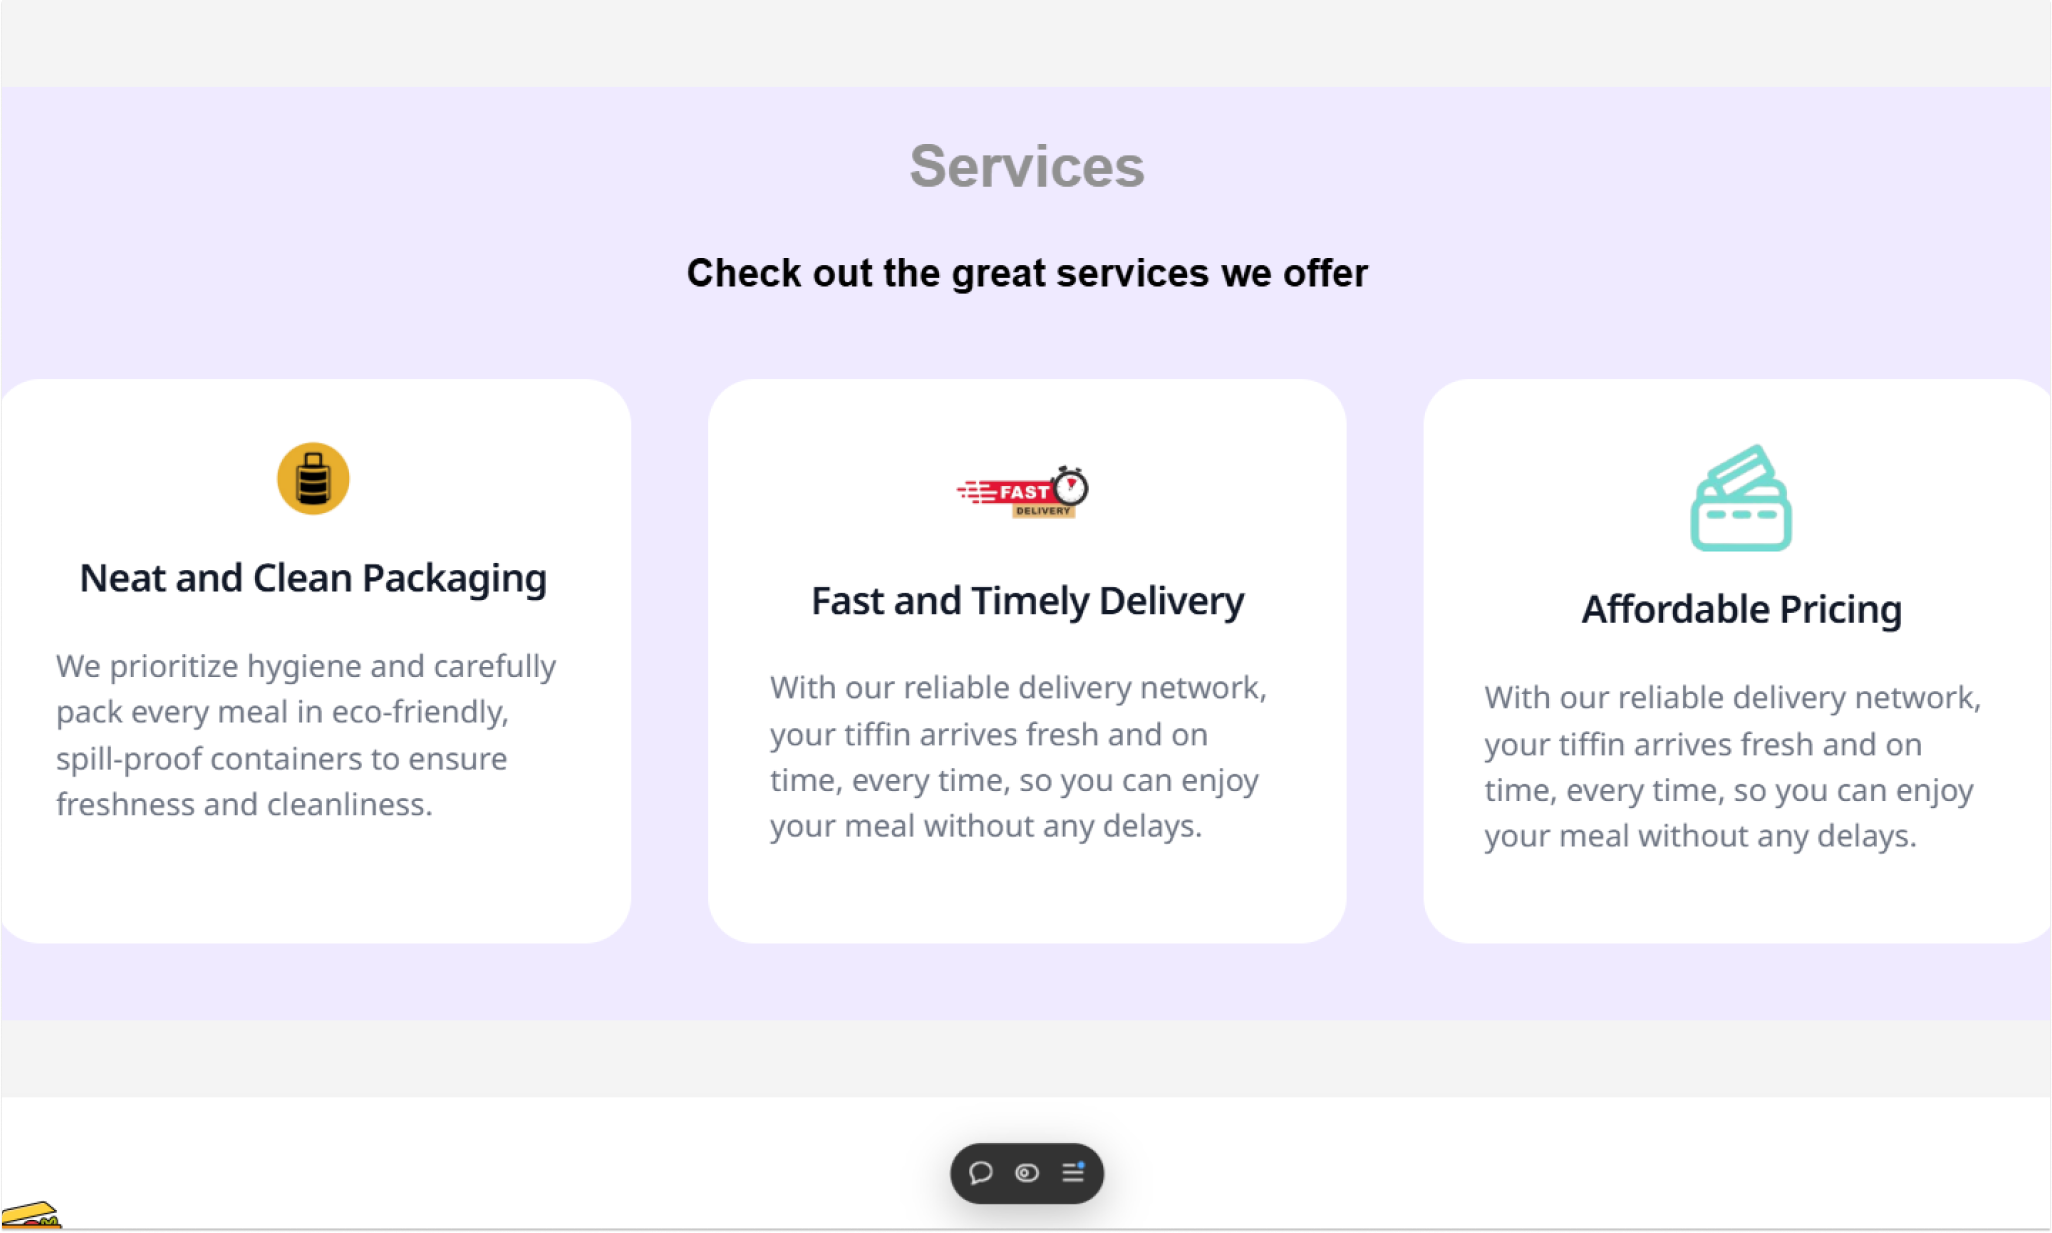 Services
Check out the great services we offer
Neat and Clean Packaging
We prioritize hygiene and carefully
pack every meal in eco-friendly,
spill-proof containers to ensure
freshness and cleanliness.
FAST
DELIVERY
Fast and Timely Delivery
With our reliable delivery network,
your tiffin arrives fresh and on
time, every time, so you can enjoy
your meal without any delays.
Affordable Pricing
With our reliable delivery network,
your tiffin arrives fresh and on
time, every time, so you can enjoy
your meal without any delays.